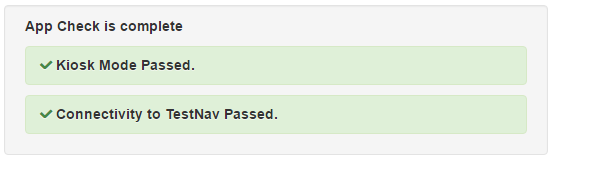 App Check is complete
Kiosk Mode Passed.
Connectivity to TestNav Passed.